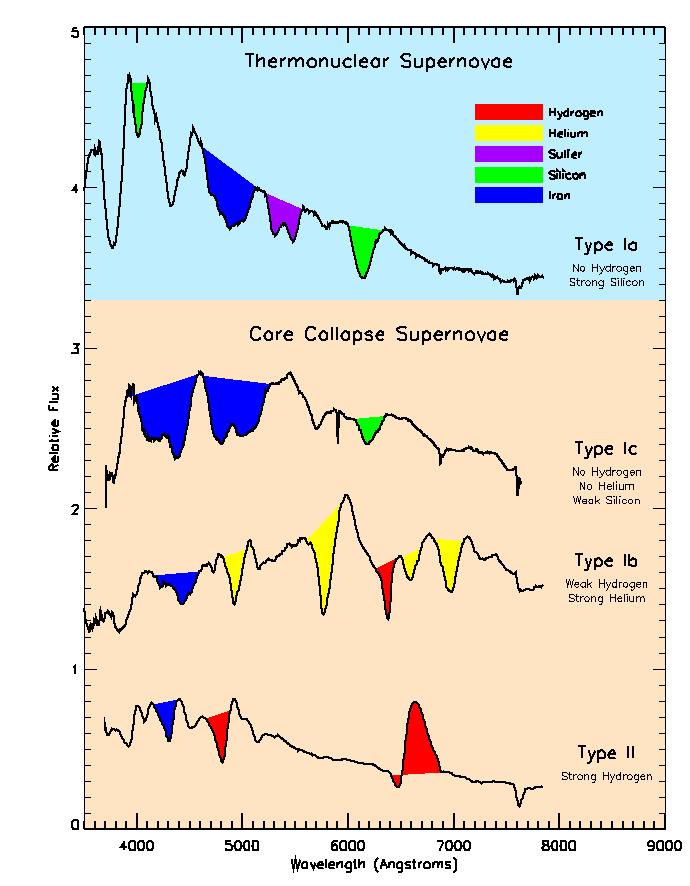 5
Thermonuclear Supernovae
Hydrogen
Helium
Sulfer
Silicon
Iron
4
Type Ia
No Hydrogen
Strong Silicon
Core Collapse Supernovae
3
Relative Flux
Type Ic
No Hydrogen
No Helium
Weak Silicon
2
Type Ib
Weak Hydrogen
Strong Helium
1
Type II
Strong Hydrogen
0
4000 5000 6000 7000 8000 9000
Wavelength (Angstroms)